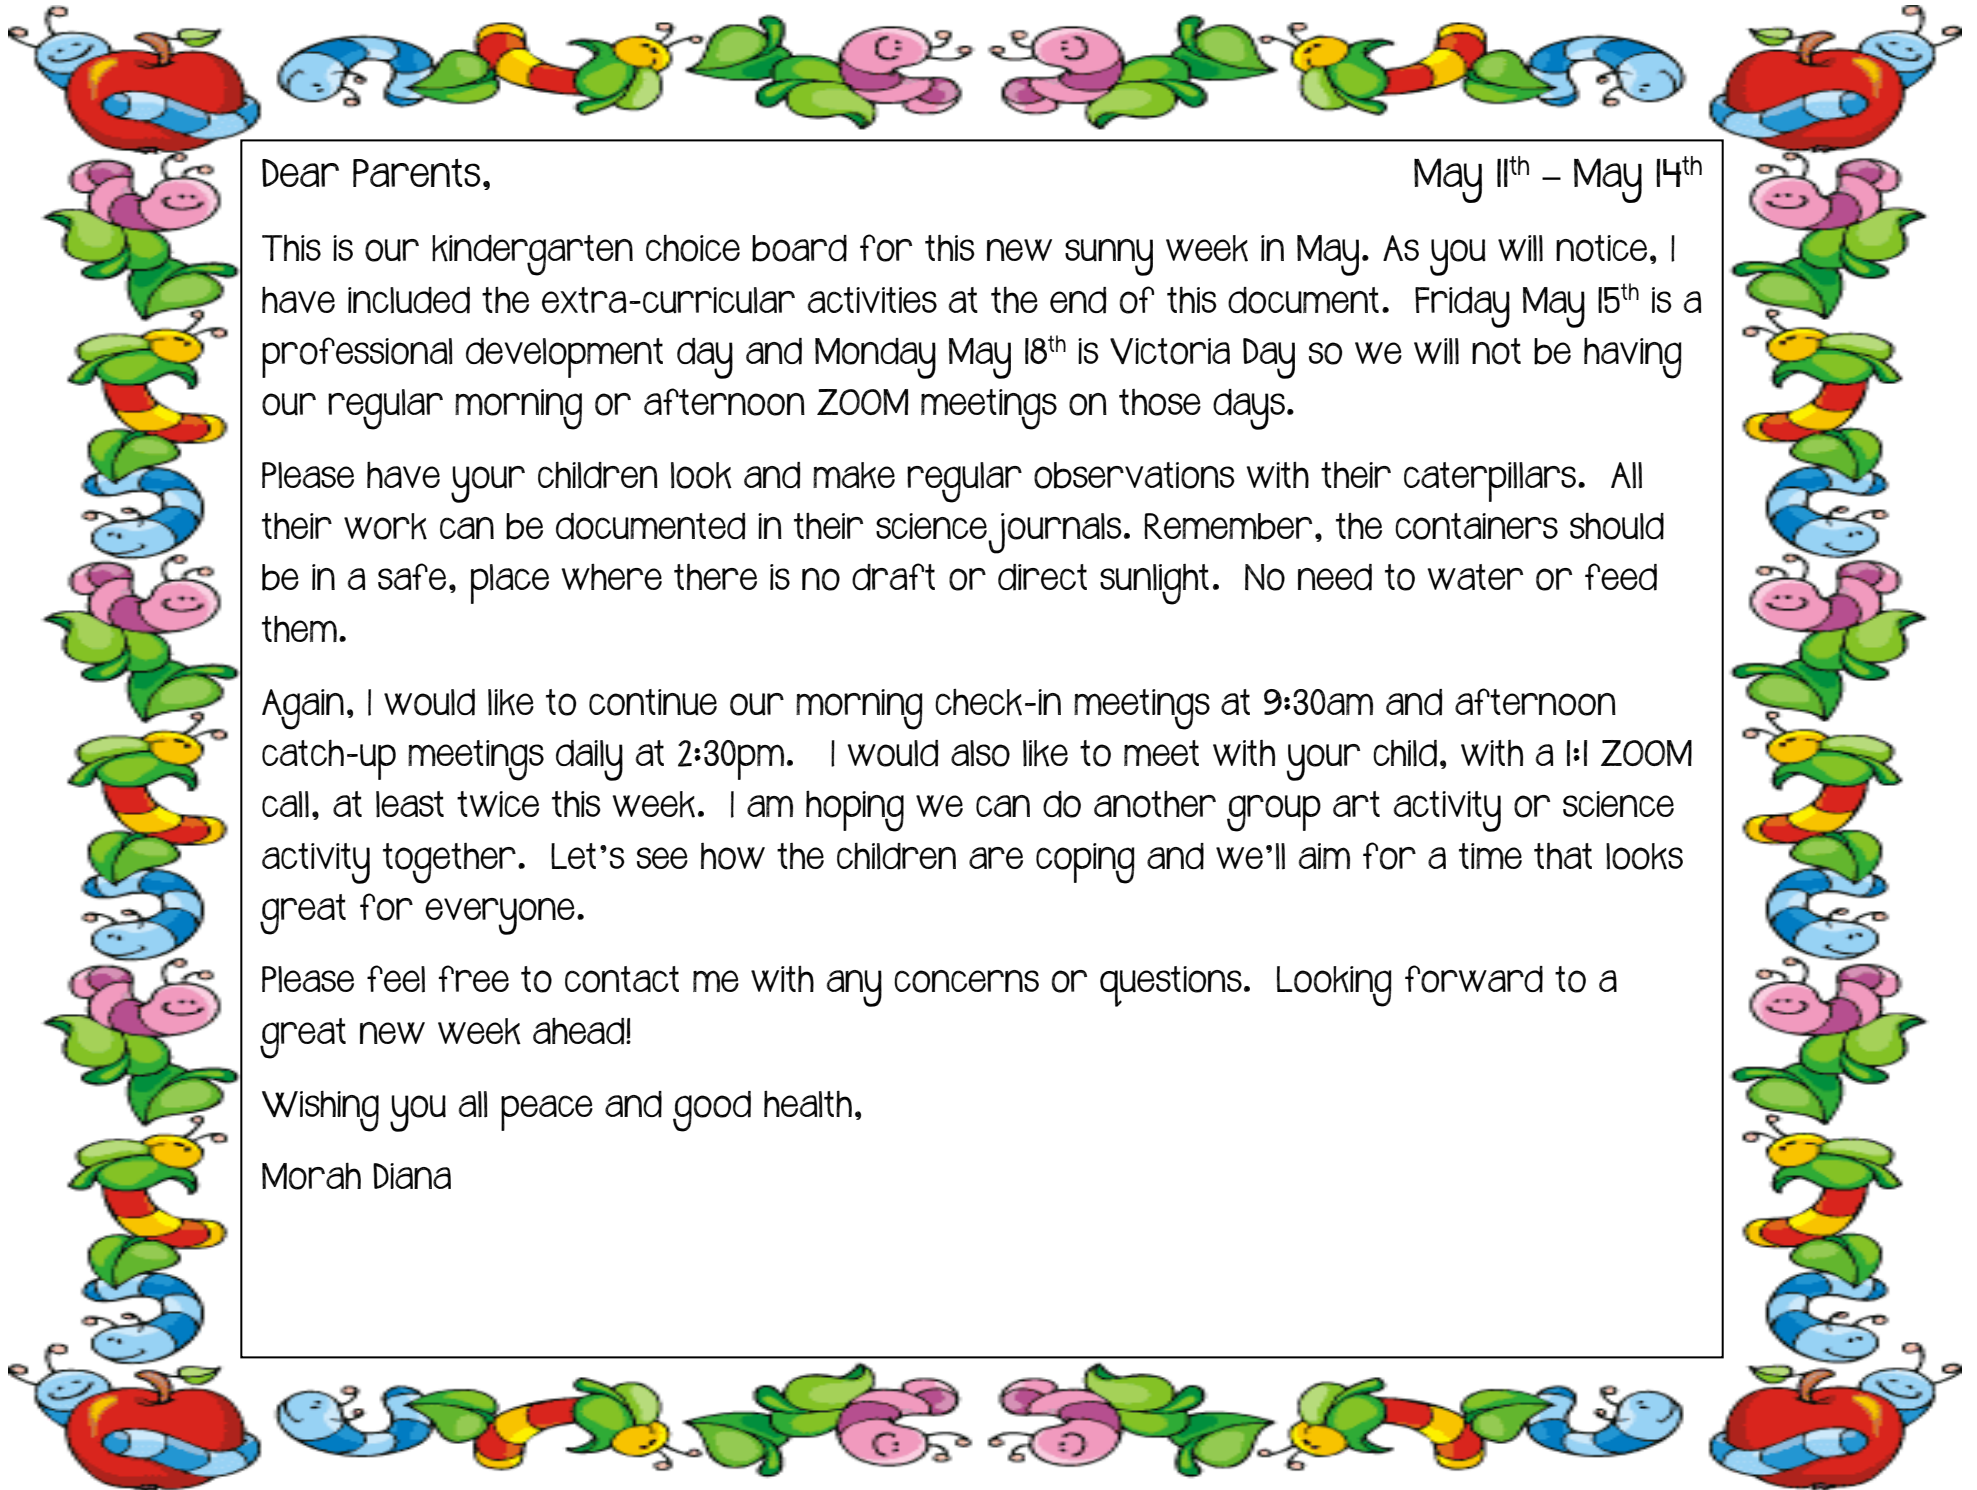 Dear Parents, May 11th – May 14th
This is our kindergarten choice board for this new sunny week in May. As you will notice, I
have included the extra-curricular activities at the end of this document. Friday May 15th is a
professional development day and Monday May 18th is Victoria Day so we will not be having
our regular morning or afternoon ZOOM meetings on those days.
Please have your children look and make regular observations with their caterpillars. All
their work can be documented in their science journals. Remember, the containers should
be in a safe, place where there is no draft or direct sunlight. No need to water or feed
them.
Again, I would like to continue our morning check-in meetings at 9:30am and afternoon
catch-up meetings daily at 2:30pm. I would also like to meet with your child, with a 1:1 ZOOM
call, at least twice this week. I am hoping we can do another group art activity or science
activity together. Let's see how the children are coping and we'll aim for a time that looks
great for everyone.
Please feel free to contact me with any concerns or questions. Looking forward to a
great new week ahead!
Wishing you all peace and good health,
Morah Diana